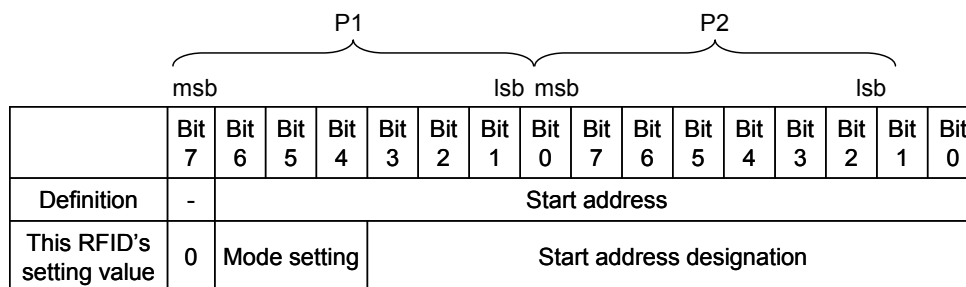 P1 P2
msb lsb msb lsb
Bit 7 Bit 6 Bit 5 Bit 4 Bit 3 Bit 2 Bit 1 Bit 0 Bit 7 Bit 6 Bit 5 Bit 4 Bit 3 Bit 2 Bit 1 Bit 0
Definition - Start address
This RFID's setting value 0 Mode setting Start address designation